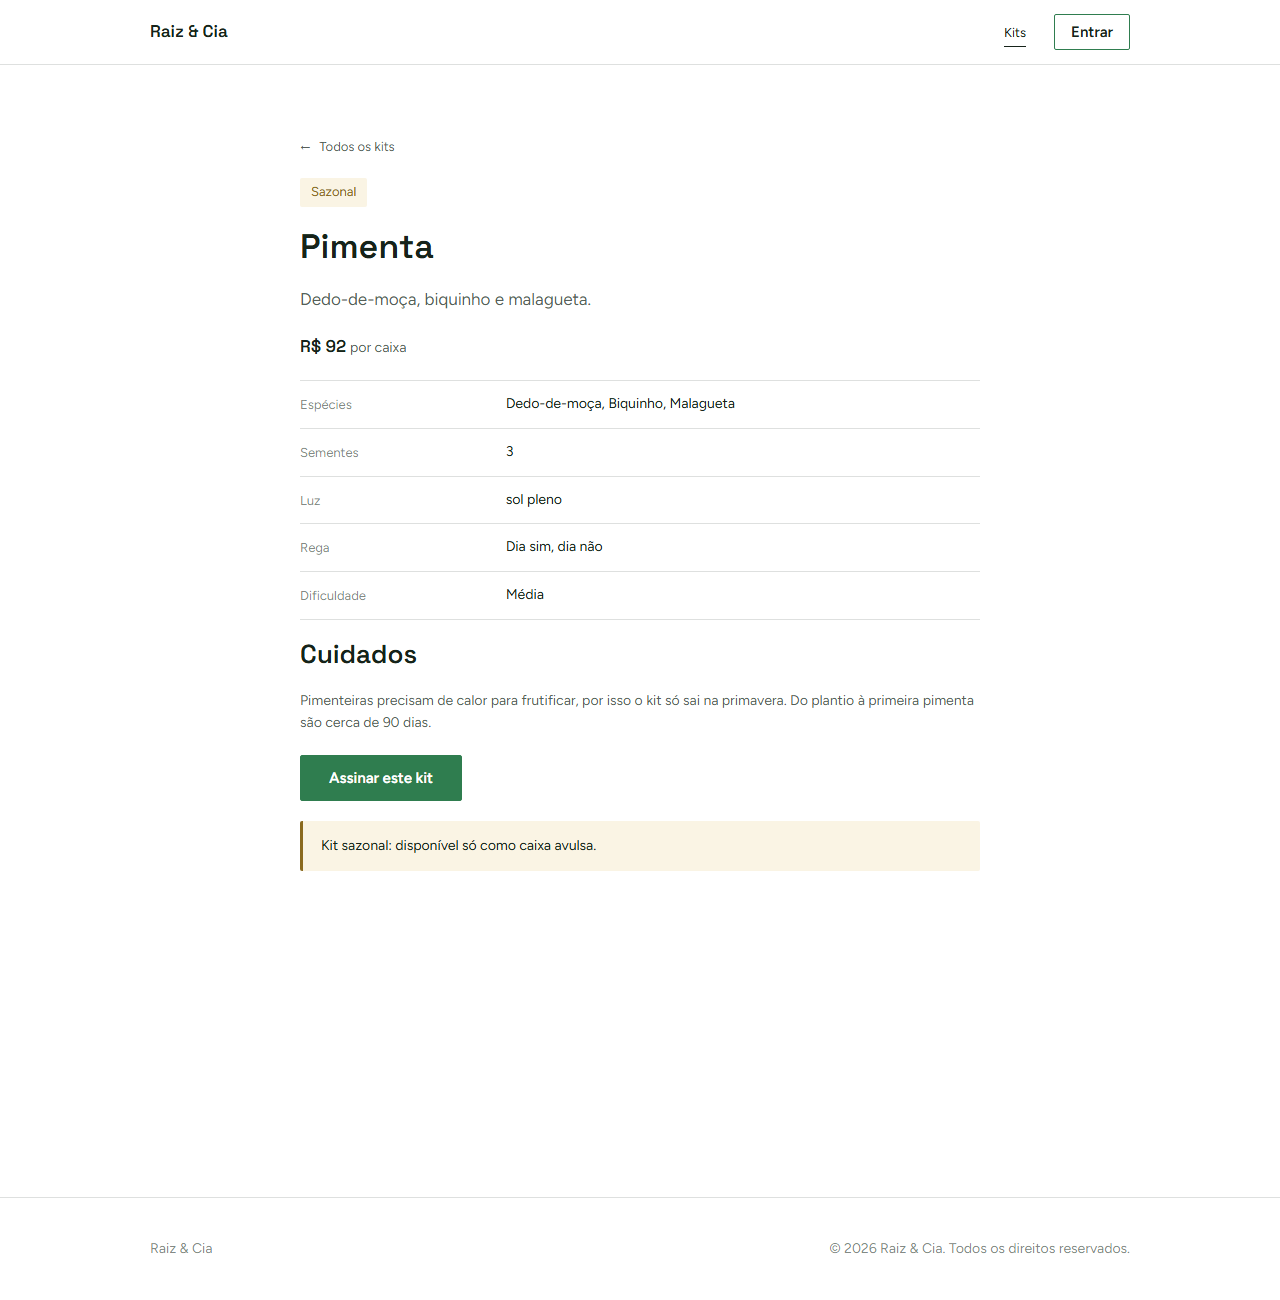 Raiz & Cia
Kits
Entrar
← Todos os kits
Sazonal
Pimenta
Dedo-de-moça, biquinho e malagueta.
R$ 92 por caixa
Espécies Dedo-de-moça, Biquinho, Malagueta
Sementes 3
Luz sol pleno
Rega Dia sim, dia não
Dificuldade Média
Cuidados
Pimenteiras precisam de calor para frutificar, por isso o kit só sai na primavera. Do plantio à primeira pimenta
são cerca de 90 dias.
Assinar este kit
Kit sazonal: disponível só como caixa avulsa.
Raiz & Cia
© 2026 Raiz & Cia. Todos os direitos reservados.